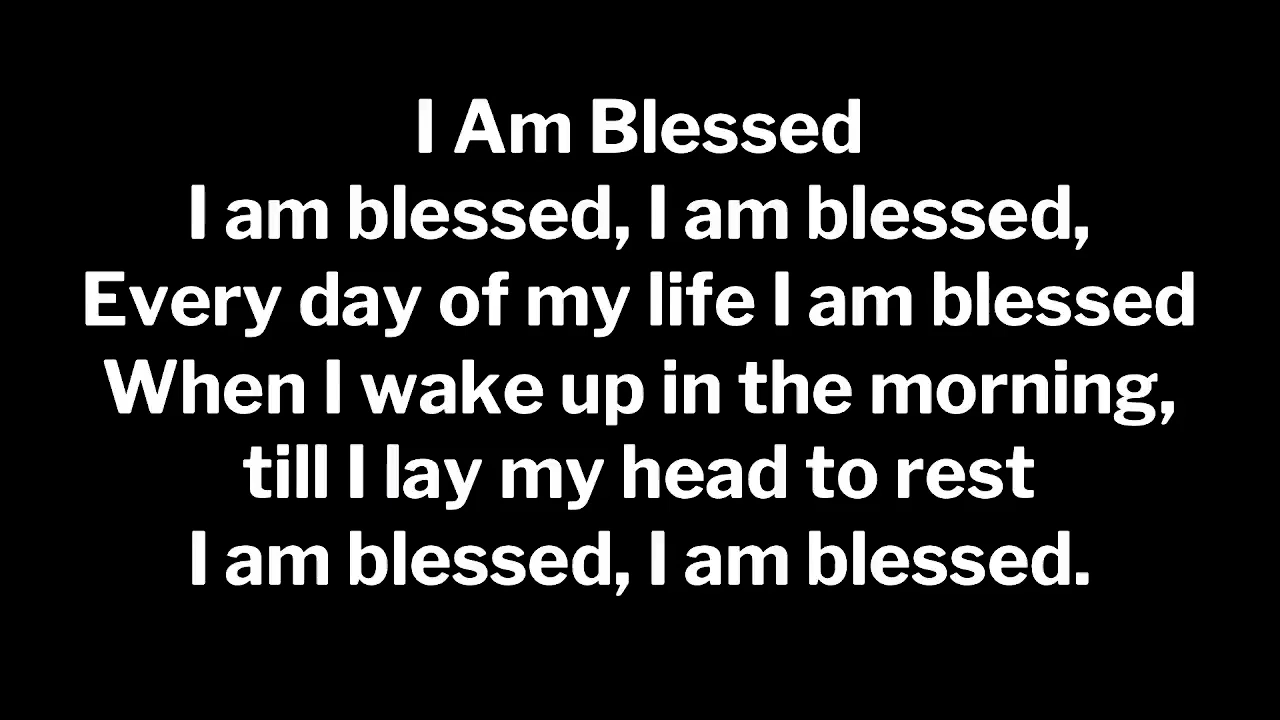 I Am Blessed
I am blessed, I am blessed,
Every day of my life I am blessed
When I wake up in the morning,
till I lay my head to rest
I am blessed, I am blessed.